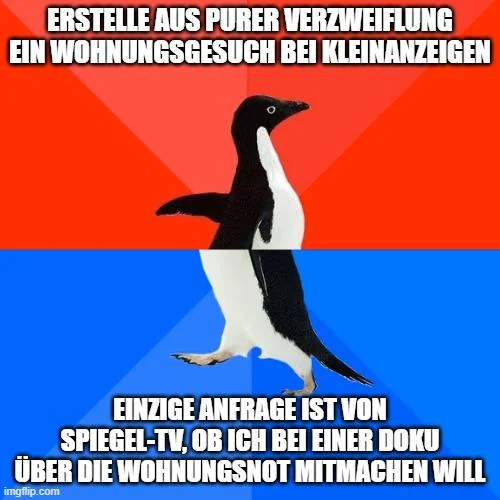 ERSTELLE AUS PURER VERZWEIFLUNG
EIN WOHNUNGSGESUCH BEI KLEINANZEIGEN
EINZIGE ANFRAGE IST VON
SPIEGEL-TV, OB ICH BEI EINER DOKU
ÜBER DIE WOHNUNGSNOT MITMACHEN WILL
imgflip.com